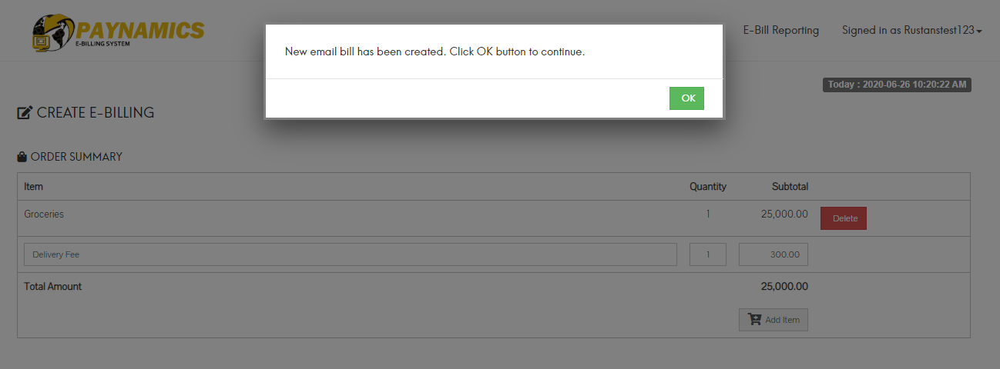 PAYNAMICS
E-BILLING SYSTEM
E-Bill Reporting
Signed in as Rustanstest123
New email bill has been created. Click OK button to continue.
OK
Today : 2020-06-26 10:20:22 AM
CREATE E-BILLING
ORDER SUMMARY
Item Quantity Subtotal
Groceries 1 25,000.00 Delete
Delivery Fee 1 300.00
Total Amount 25,000.00
Add Item